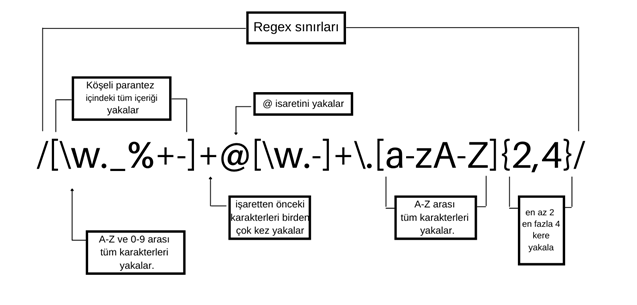 Regex sınırları
Köşeli parantez
içindeki tüm içeriği
yakalar
@ isaretini yakalar
/[\w._%+-]+@[\w.-]+\.[a-zA-Z]{2,4}/
işaretten önceki
karakterleri birden
çok kez yakalar
A-Z arası
tüm karakterleri
yakalar.
en az 2
en fazla 4
kere
yakala
A-Z ve 0-9 arası
tüm karakterleri
yakalar.